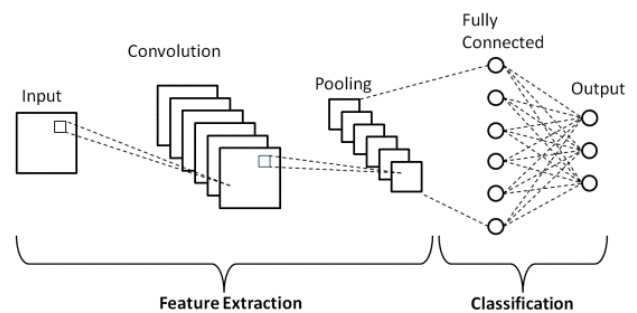 Fully
Connected
Convolution
Pooling
Input
Output
Feature Extraction
Classification